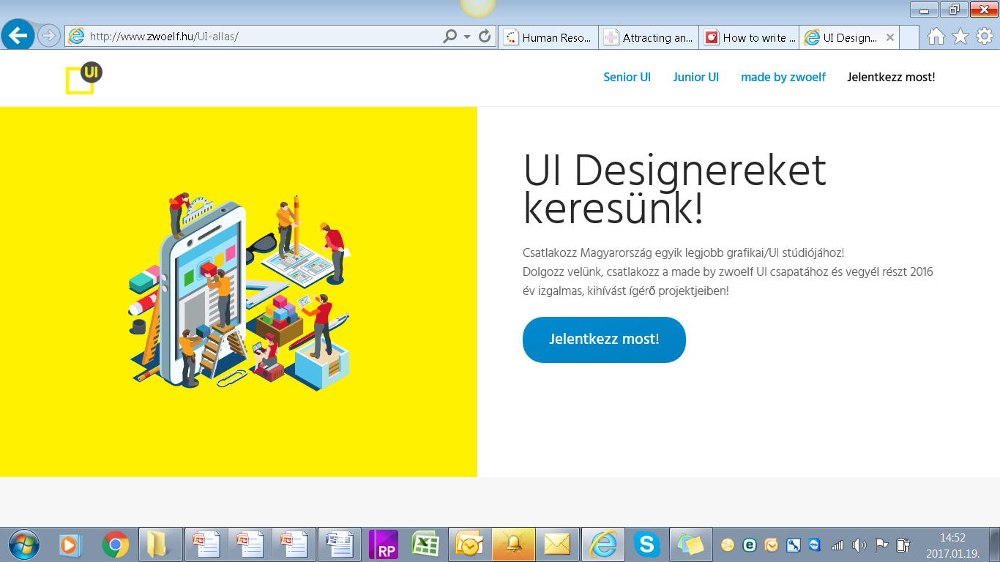 http://www.zwoelf.hu/UI-allas/
Human Reso...
Attracting an...
How to write ...
UI Design...
UI
Senior UI
Junior UI
made by zwoelf
Jelentkezz most!
UI Designereket
keresünk!
Csatlakozz Magyarország egyik legjobb grafikai/UI stúdiójához!
Dolgozz velünk, csatlakozz a made by zwoelf UI csapatához és vegyél részt 2016
év izgalmas, kihívást ígérő projektjeiben!
Jelentkezz most!
RP
14:52
2017.01.19.